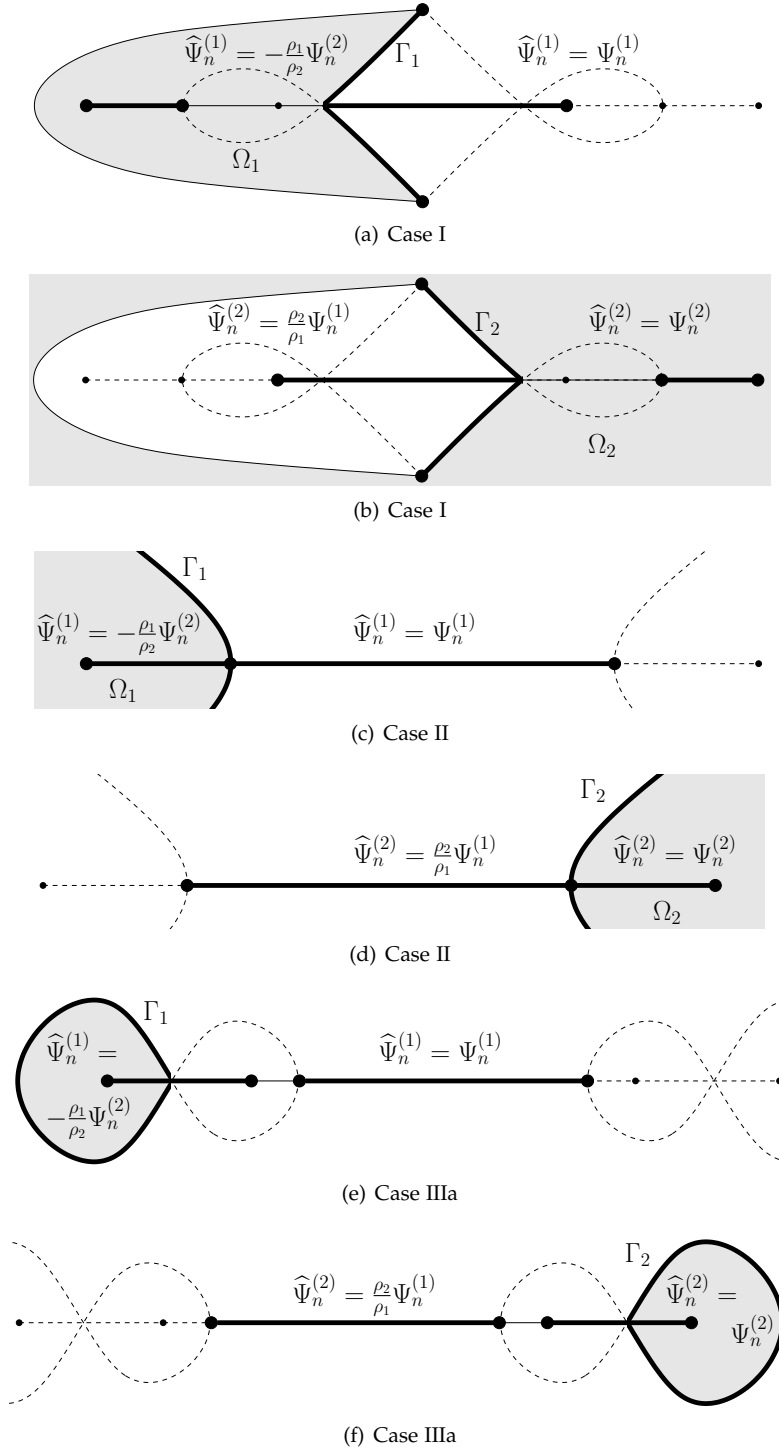 Ψ̂ₙ⁽¹⁾ = −ρ₁/ρ₂ Ψₙ⁽²⁾
Γ₁
Ψ̂ₙ⁽¹⁾ = Ψₙ⁽¹⁾
Ω₁
(a) Case I
Ψ̂ₙ⁽²⁾ = ρ₂/ρ₁ Ψₙ⁽¹⁾
Γ₂
Ψ̂ₙ⁽²⁾ = Ψₙ⁽²⁾
Ω₂
(b) Case I
Γ₁
Ψ̂ₙ⁽¹⁾ = −ρ₁/ρ₂ Ψₙ⁽²⁾
Ψ̂ₙ⁽¹⁾ = Ψₙ⁽¹⁾
Ω₁
(c) Case II
Γ₂
Ψ̂ₙ⁽²⁾ = ρ₂/ρ₁ Ψₙ⁽¹⁾
Ψ̂ₙ⁽²⁾ = Ψₙ⁽²⁾
Ω₂
(d) Case II
Γ₁
Ψ̂ₙ⁽¹⁾ =
−ρ₁/ρ₂ Ψₙ⁽²⁾
Ψ̂ₙ⁽¹⁾ = Ψₙ⁽¹⁾
(e) Case IIIa
Ψ̂ₙ⁽²⁾ = ρ₂/ρ₁ Ψₙ⁽¹⁾
Γ₂
Ψ̂ₙ⁽²⁾ =
Ψₙ⁽²⁾
(f) Case IIIa